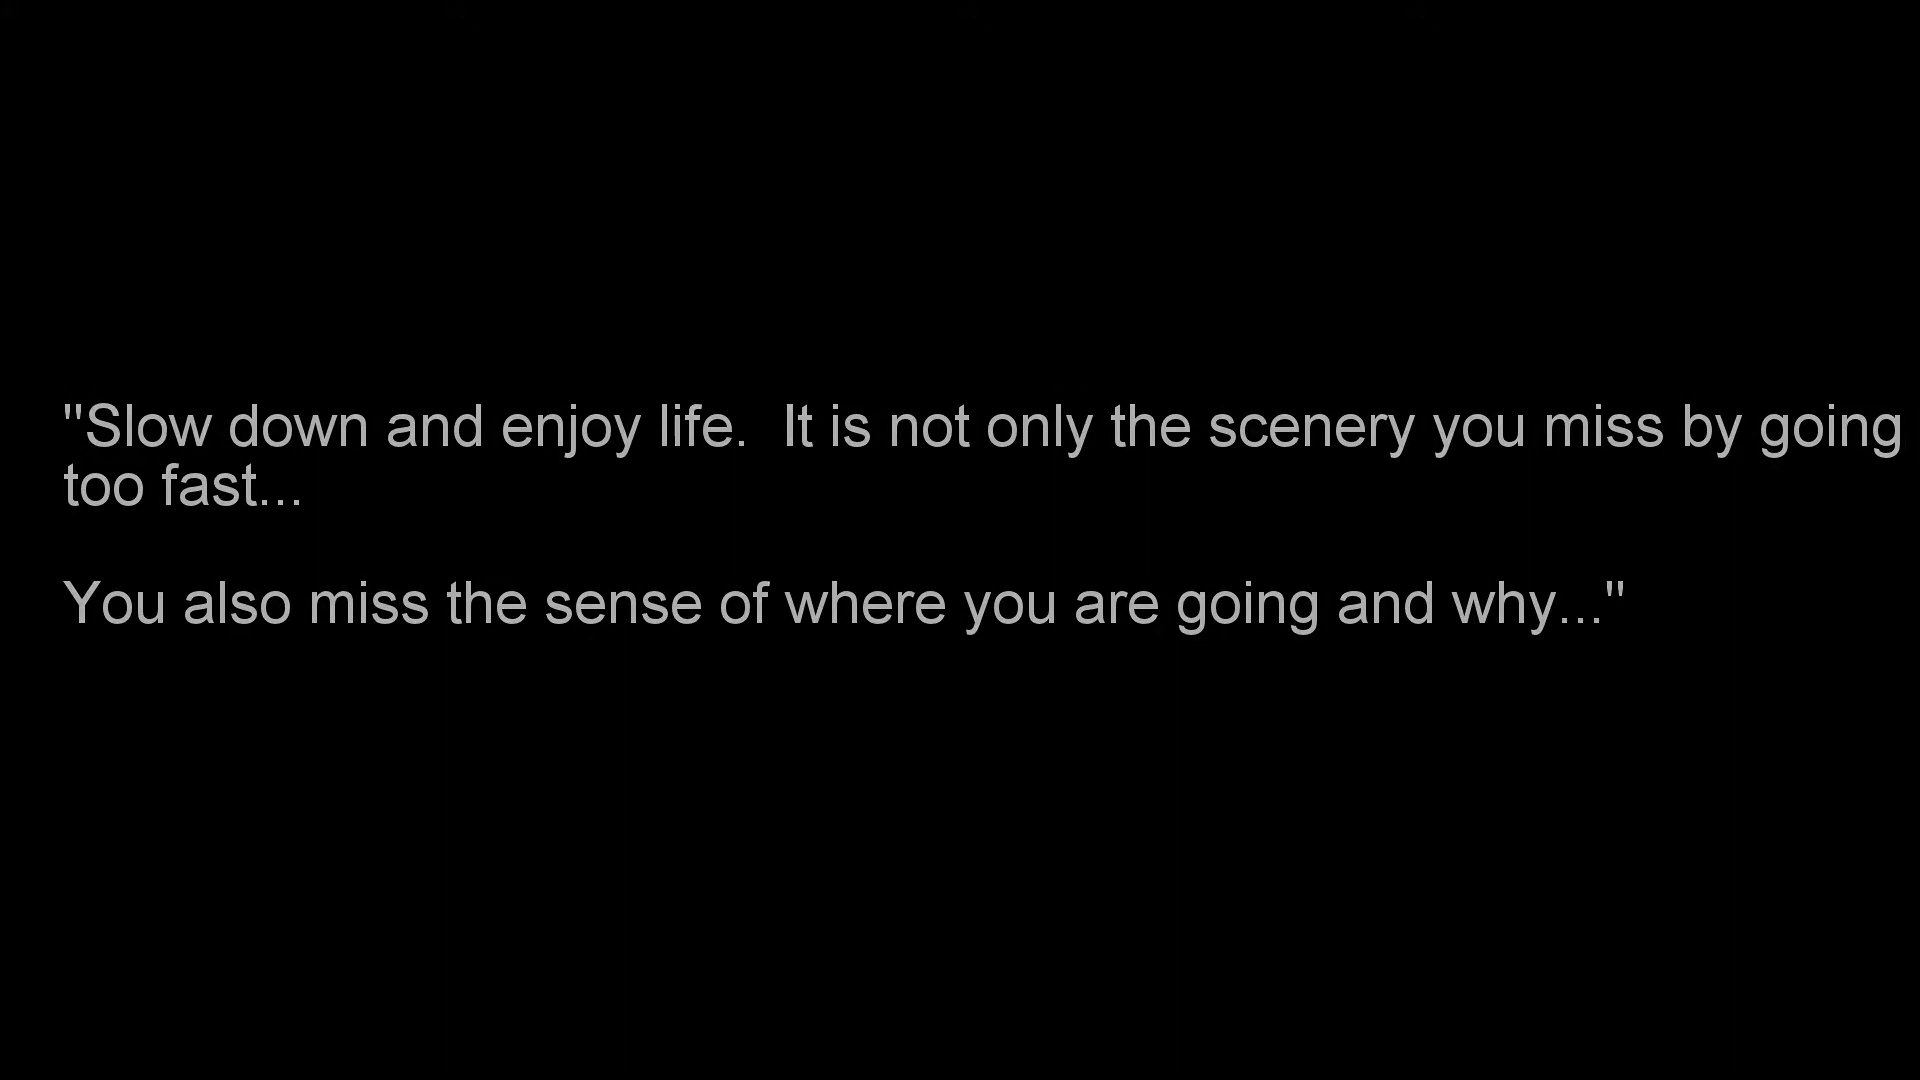 "Slow down and enjoy life.  It is not only the scenery you miss by going
too fast...
You also miss the sense of where you are going and why..."